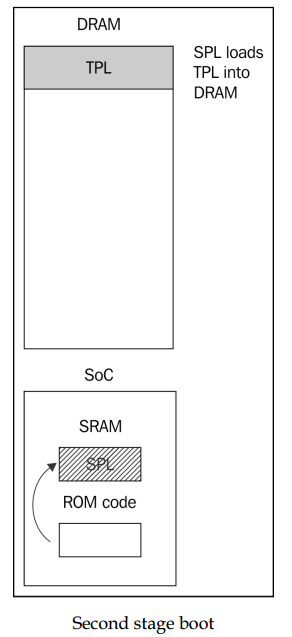 DRAM
TPL
SPL loads
TPL into
DRAM
SoC
SRAM
SPL
ROM code
Second stage boot